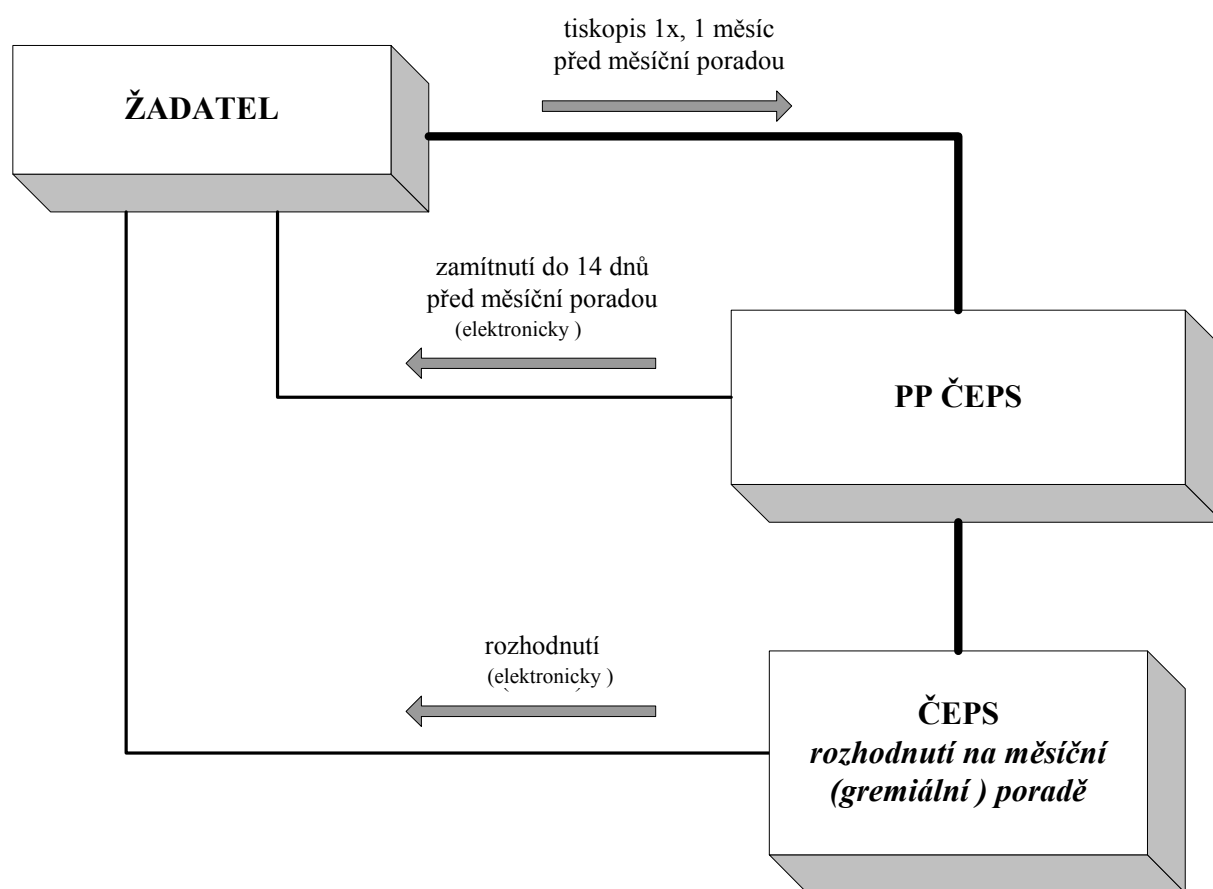 tiskopis 1x, 1 měsíc
před měsíční poradou
ŽADATEL
zamítnutí do 14 dnů
před měsíční poradou
(elektronicky )
PP ČEPS
rozhodnutí
(elektronicky )
ČEPS
rozhodnutí na měsíční
(gremiální ) poradě